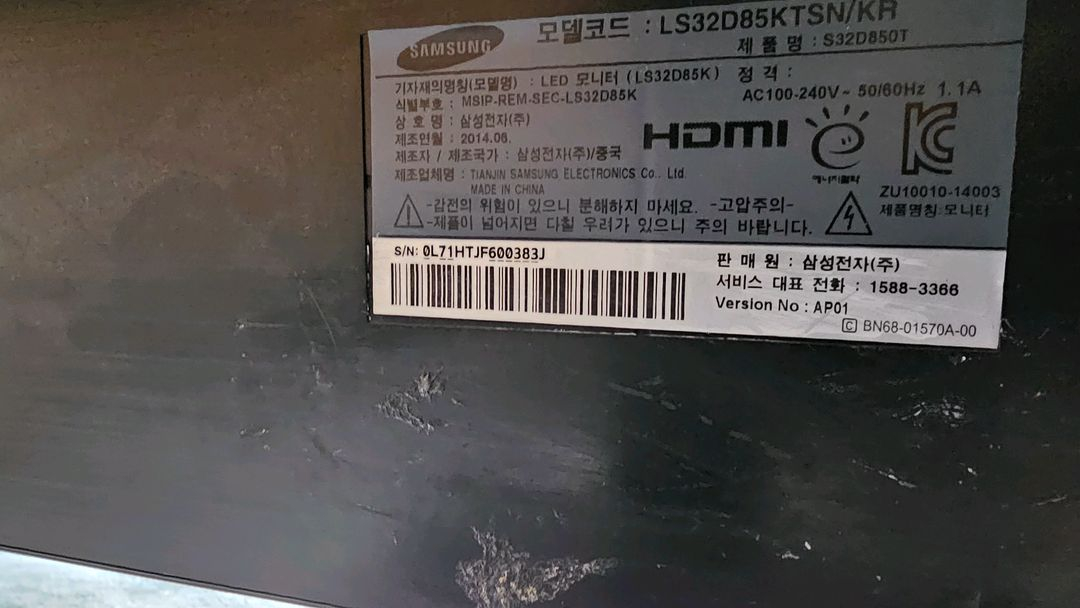 SAMSUNG
모델코드 : LS32D85KTSN/KR
제 품 명 : S32D850T
기자재의명칭(모델명) : LED 모니터 (LS32D85K)
정 격 :
식별부호 : MSIP-REM-SEC-LS32D85K
AC100-240V~ 50/60Hz 1.1A
상 호 명 : 삼성전자(주)
제조연월 : 2014.06.
제조자 / 제조국가 : 삼성전자(주)/중국
제조업체명 : TIANJIN SAMSUNG ELECTRONICS Co., Ltd.
MADE IN CHINA
HDMI
에너지절약
KC
ZU10010-14003
제품명칭:모니터
-감전의 위험이 있으니 분해하지 마세요. -고압주의-
-제품이 넘어지면 다칠 우려가 있으니 주의 바랍니다.
S/N: 0L71HTJF600383J
판 매 원 : 삼성전자(주)
서비스 대표 전화 : 1588-3366
Version No : AP01
C BN68-01570A-00